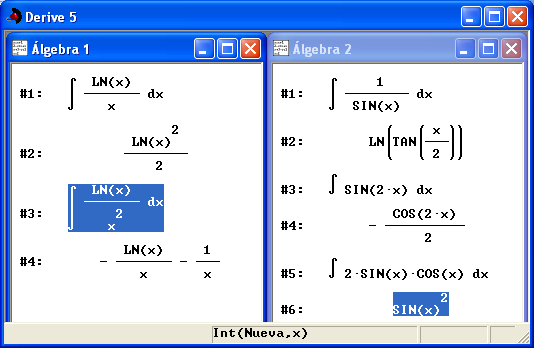 Derive 5
Álgebra 1
#1: ∫ LN(x)/x dx
#2: LN(x)²/2
#3: ∫ LN(x)/x² dx
#4: - LN(x)/x - 1/x
Álgebra 2
#1: ∫ 1/SIN(x) dx
#2: LN(TAN(x/2))
#3: ∫ SIN(2·x) dx
#4: - COS(2·x)/2
#5: ∫ 2·SIN(x)·COS(x) dx
#6: SIN(x)²
Int(Nueva,x)